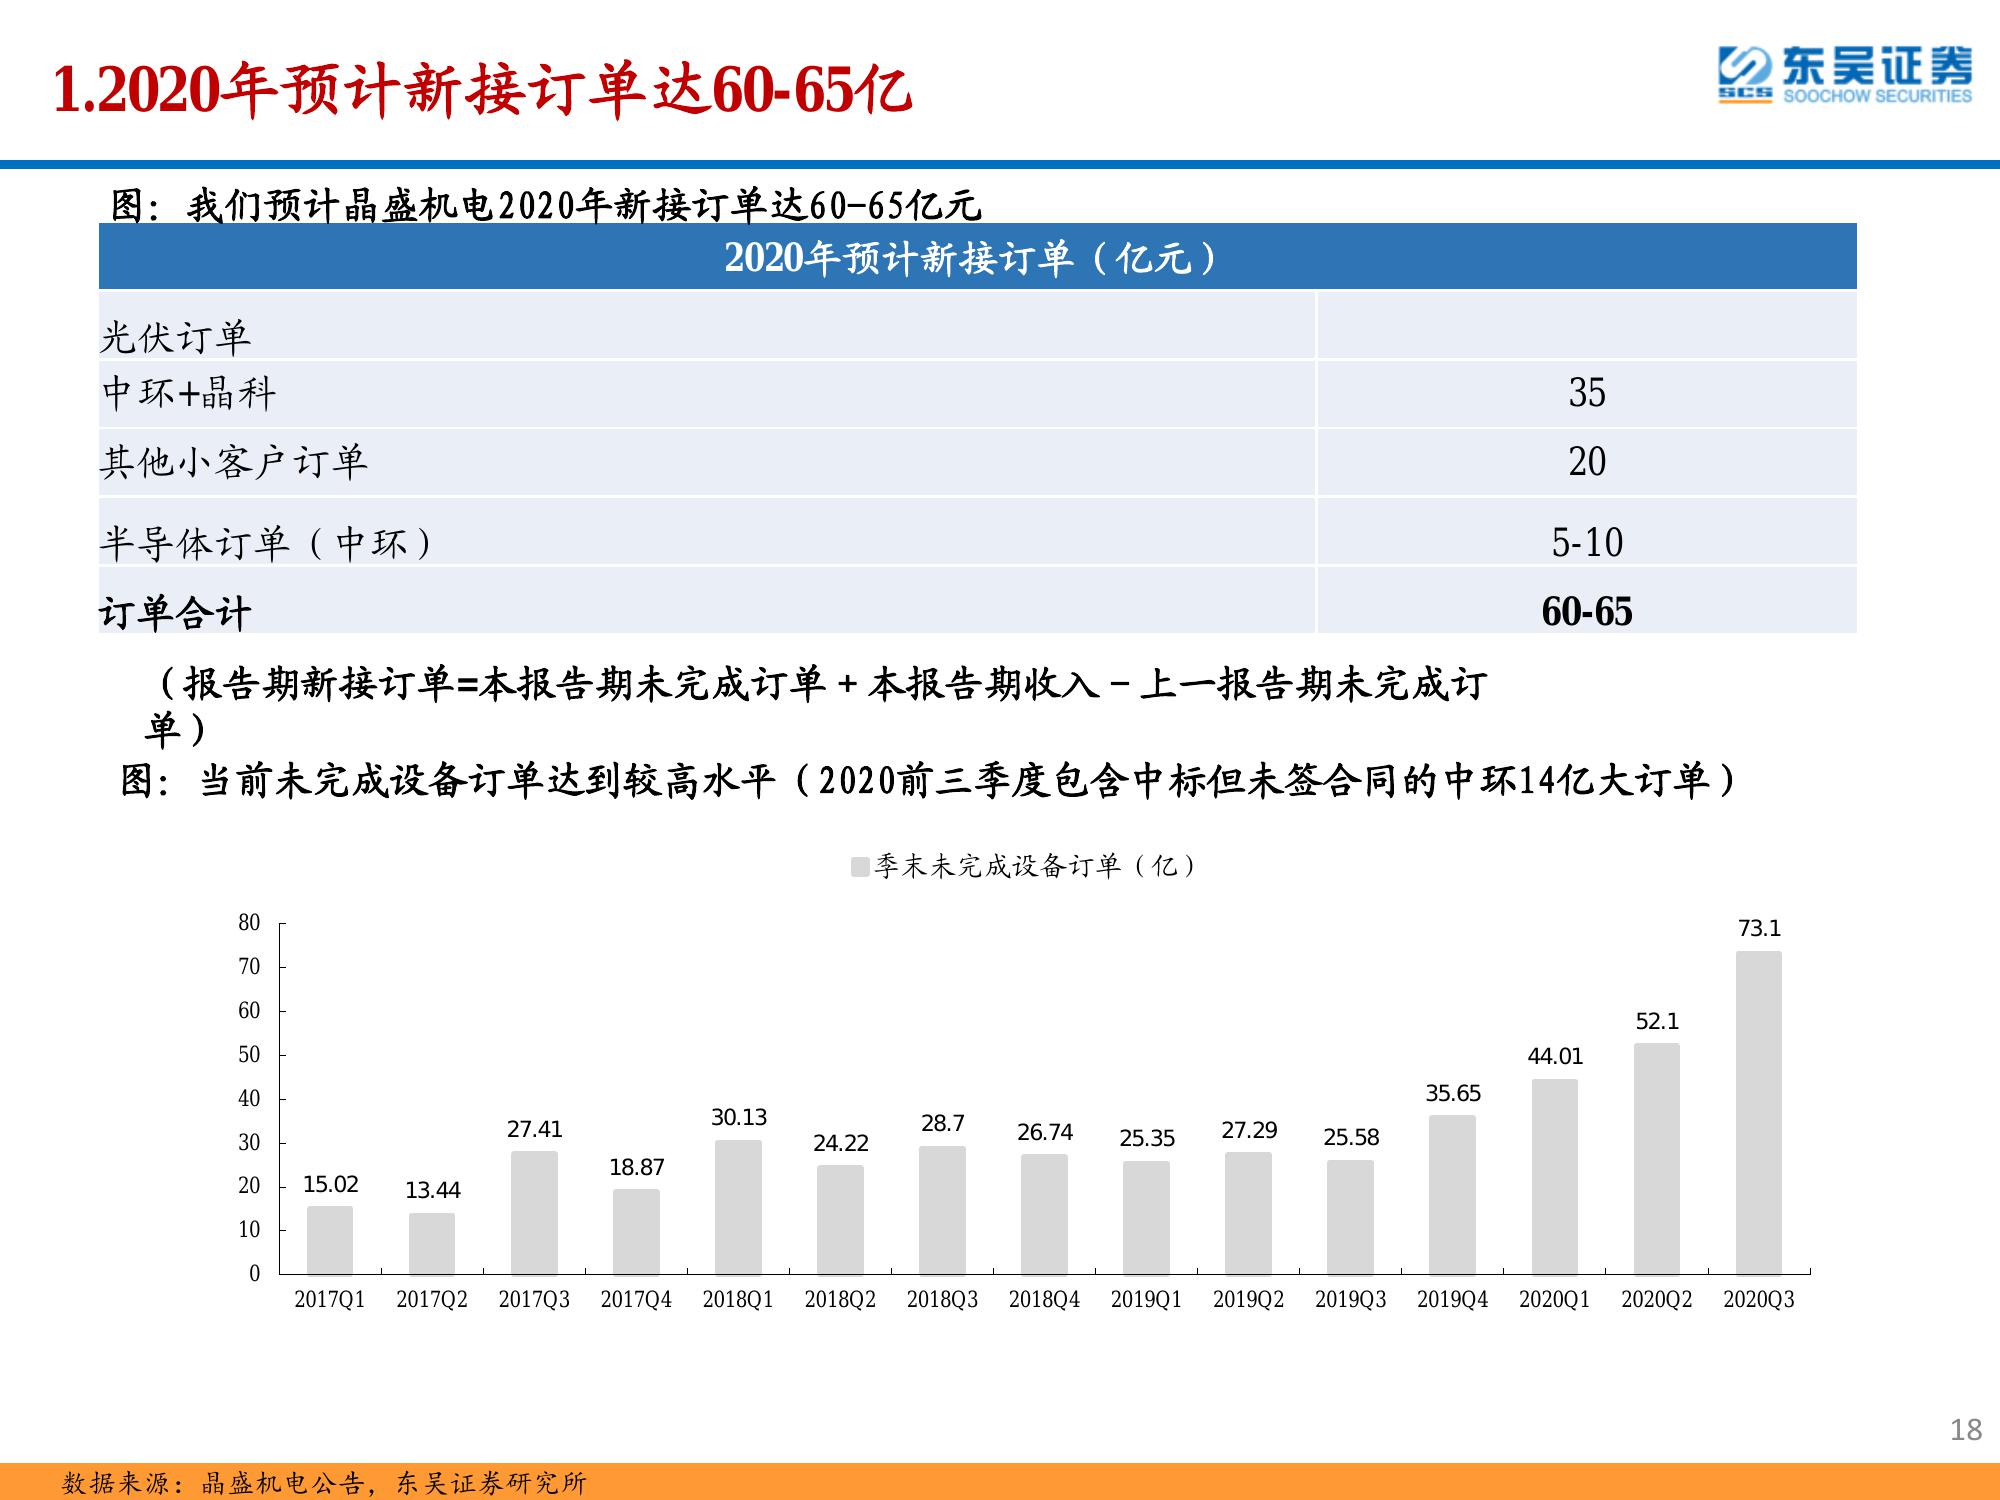 1.2020年预计新接订单达60-65亿
东吴证券
SCS
SOOCHOW SECURITIES
图：我们预计晶盛机电2020年新接订单达60-65亿元
2020年预计新接订单（亿元）
光伏订单
中环+晶科 35
其他小客户订单 20
半导体订单（中环） 5-10
订单合计 60-65
（报告期新接订单=本报告期未完成订单＋本报告期收入－上一报告期未完成订
单）
图：当前未完成设备订单达到较高水平（2020前三季度包含中标但未签合同的中环14亿大订单）
季末未完成设备订单（亿）
80
70
60
50
40
30
20
10
0
15.02 13.44 27.41 18.87 30.13 24.22 28.7 26.74 25.35 27.29 25.58 35.65 44.01 52.1 73.1
2017Q1 2017Q2 2017Q3 2017Q4 2018Q1 2018Q2 2018Q3 2018Q4 2019Q1 2019Q2 2019Q3 2019Q4 2020Q1 2020Q2 2020Q3
18
数据来源：晶盛机电公告，东吴证券研究所